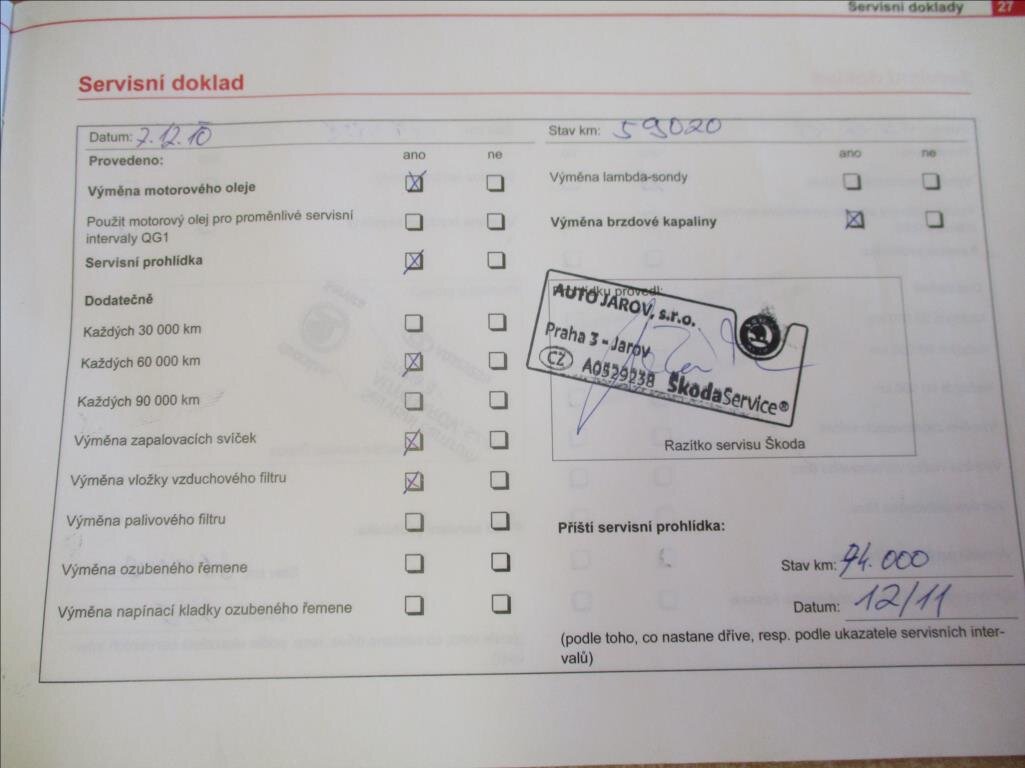 Servisní doklady 27
Servisní doklad
Datum: 7.12.10
Stav km: 59020
Provedeno: ano ne
ano ne
Výměna motorového oleje
Výměna lambda-sondy
Použit motorový olej pro proměnlivé servisní
intervaly QG1
Výměna brzdové kapaliny
Servisní prohlídka
Dodatečně
Každých 30 000 km
Každých 60 000 km
Každých 90 000 km
Výměna zapalovacích svíček
Výměna vložky vzduchového filtru
Výměna palivového filtru
Výměna ozubeného řemene
Výměna napínací kladky ozubeného řemene
provedl:
AUTO JAROV, s.r.o.
Praha 3 - Jarov
CZ A0529238 ŠkodaService®
Razítko servisu Škoda
Příští servisní prohlídka:
Stav km: 74.000
Datum: 12/11
(podle toho, co nastane dříve, resp. podle ukazatele servisních inter-
valů)